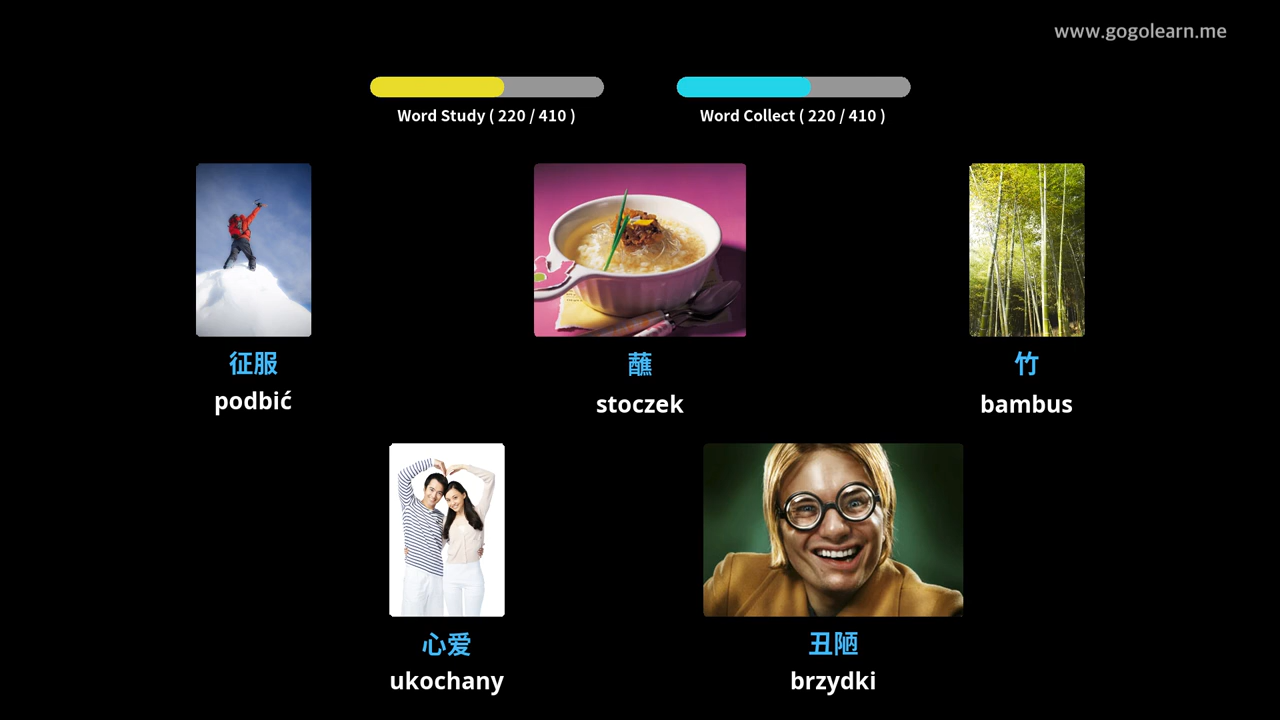 www.gogolearn.me
Word Study ( 220 / 410 )
Word Collect ( 220 / 410 )
征服
podbić
蘸
stoczek
竹
bambus
心爱
ukochany
丑陋
brzydki